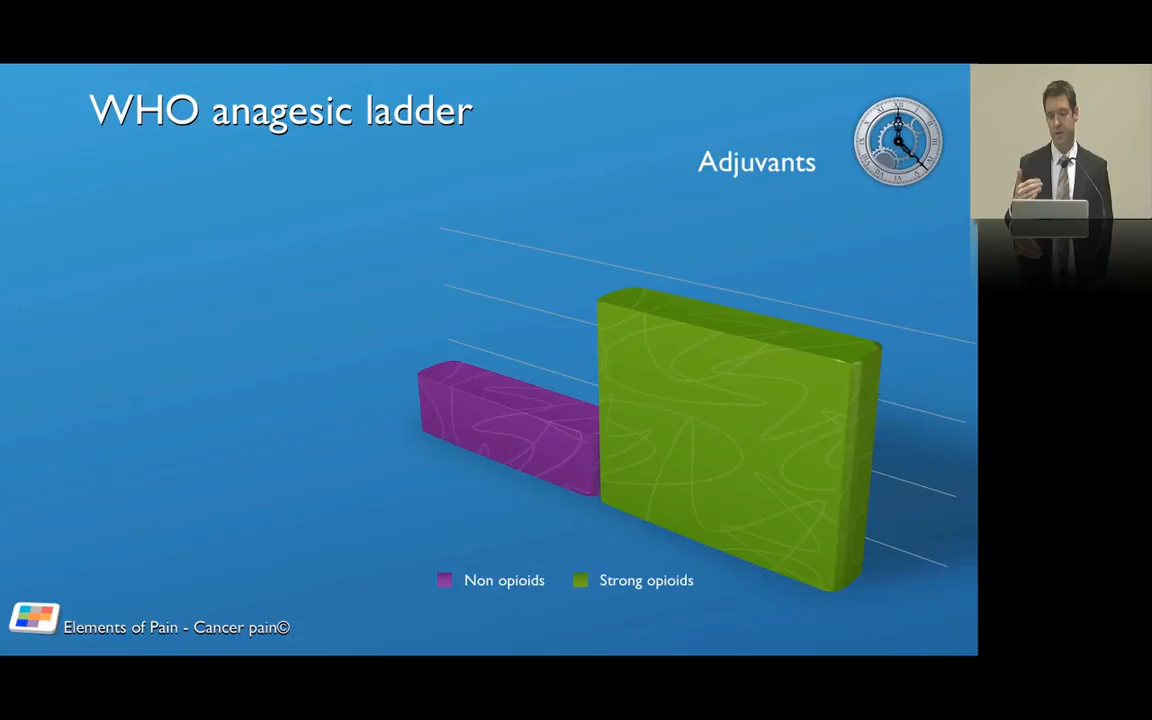 WHO anagesic ladder
Adjuvants
Non opioids
Strong opioids
Elements of Pain - Cancer pain©